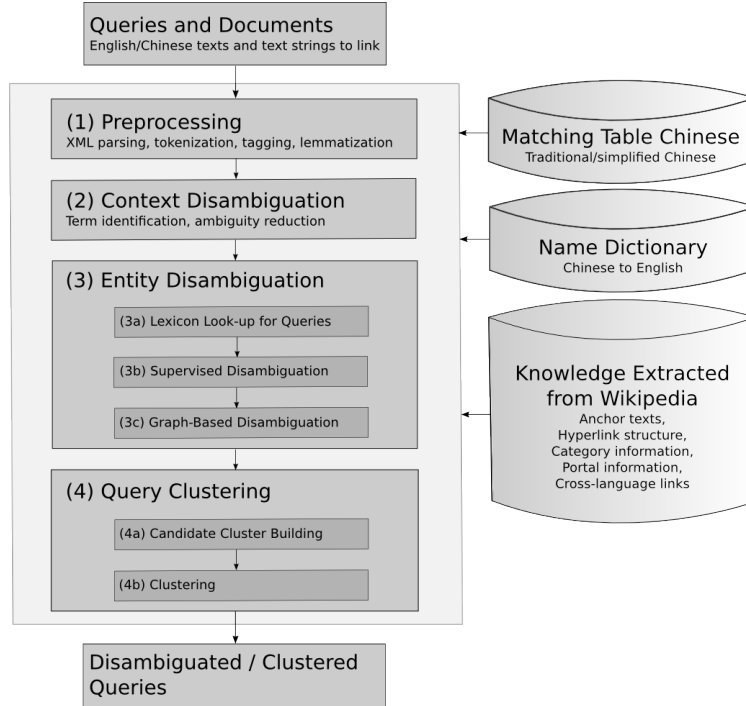 Queries and Documents
English/Chinese texts and text strings to link
(1) Preprocessing
XML parsing, tokenization, tagging, lemmatization
(2) Context Disambiguation
Term identification, ambiguity reduction
(3) Entity Disambiguation
(3a) Lexicon Look-up for Queries
(3b) Supervised Disambiguation
(3c) Graph-Based Disambiguation
(4) Query Clustering
(4a) Candidate Cluster Building
(4b) Clustering
Disambiguated / Clustered
Queries
Matching Table Chinese
Traditional/simplified Chinese
Name Dictionary
Chinese to English
Knowledge Extracted
from Wikipedia
Anchor texts,
Hyperlink structure,
Category information,
Portal information,
Cross-language links